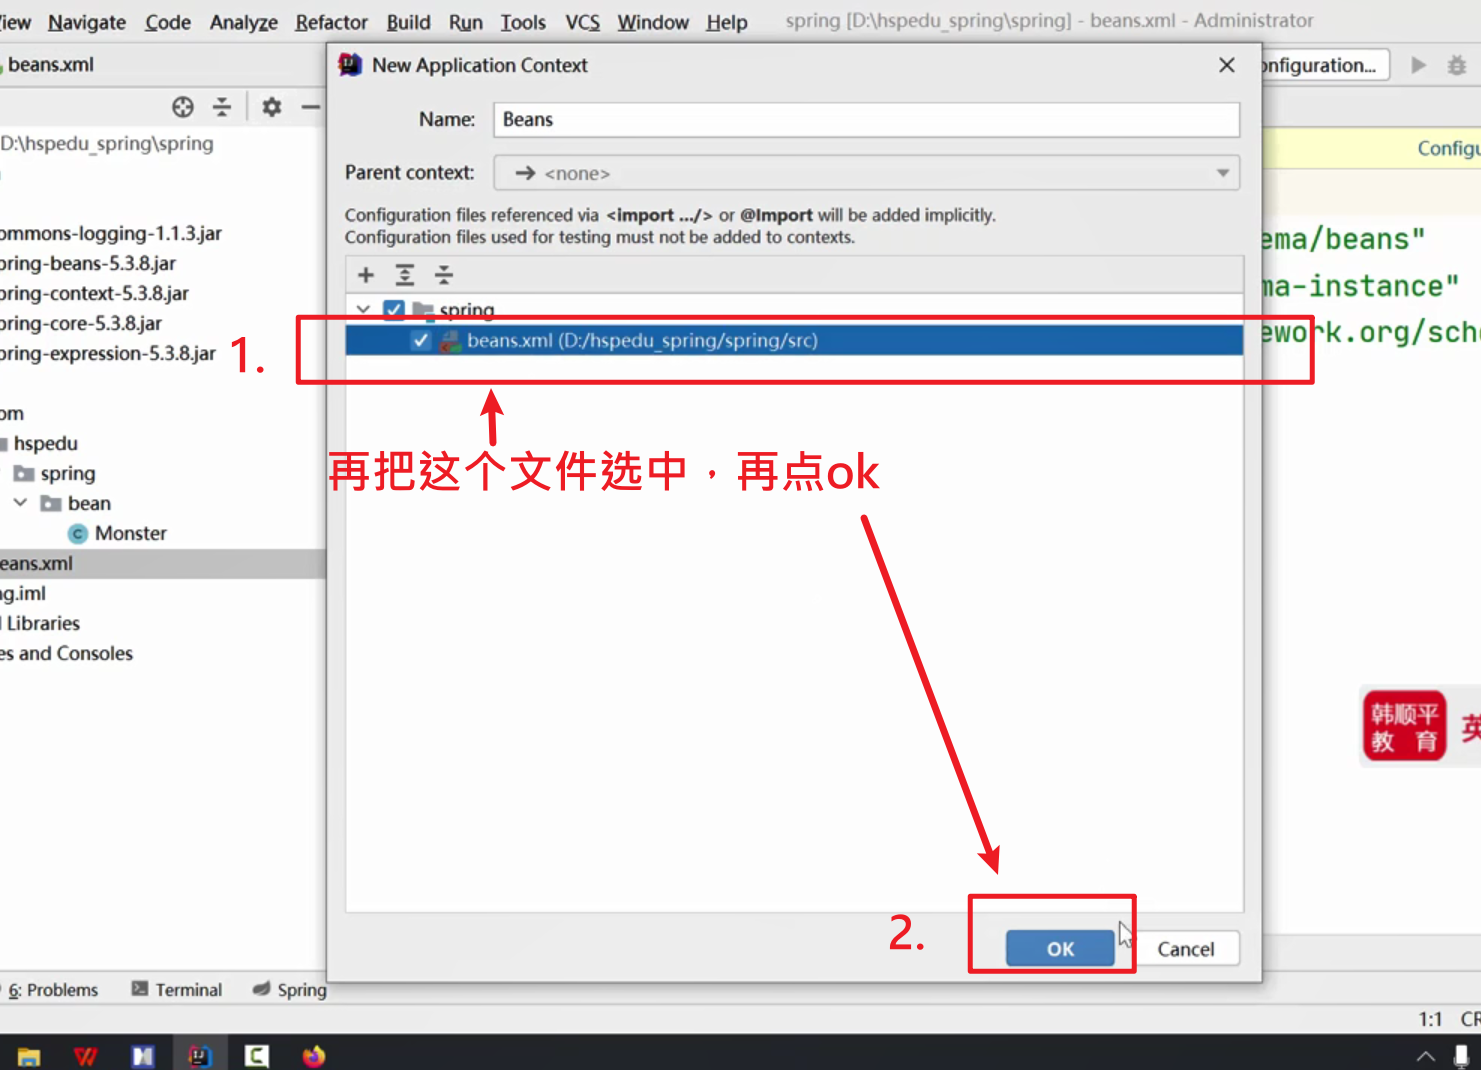 iew Navigate Code Analyze Refactor Build Run Tools VCS Window Help spring [D:\hspedu_spring\spring] - beans.xml - Administrator
beans.xml
New Application Context
onfiguration...
Name: Beans
D:\hspedu_spring\spring
Configu
Parent context: <none>
Configuration files referenced via <import .../> or @Import will be added implicitly.
Configuration files used for testing must not be added to contexts.
ommons-logging-1.1.3.jar
pring-beans-5.3.8.jar
pring-context-5.3.8.jar
pring-core-5.3.8.jar
pring-expression-5.3.8.jar
ema/beans"
ma-instance"
ework.org/sch
spring
1.
beans.xml (D:/hspedu_spring/spring/src)
om
hspedu
spring
bean
Monster
eans.xml
ng.iml
l Libraries
es and Consoles
再把这个文件选中，再点ok
韩顺平
教 育
英
2.
OK
Cancel
6: Problems
Terminal
Spring
1:1 CR